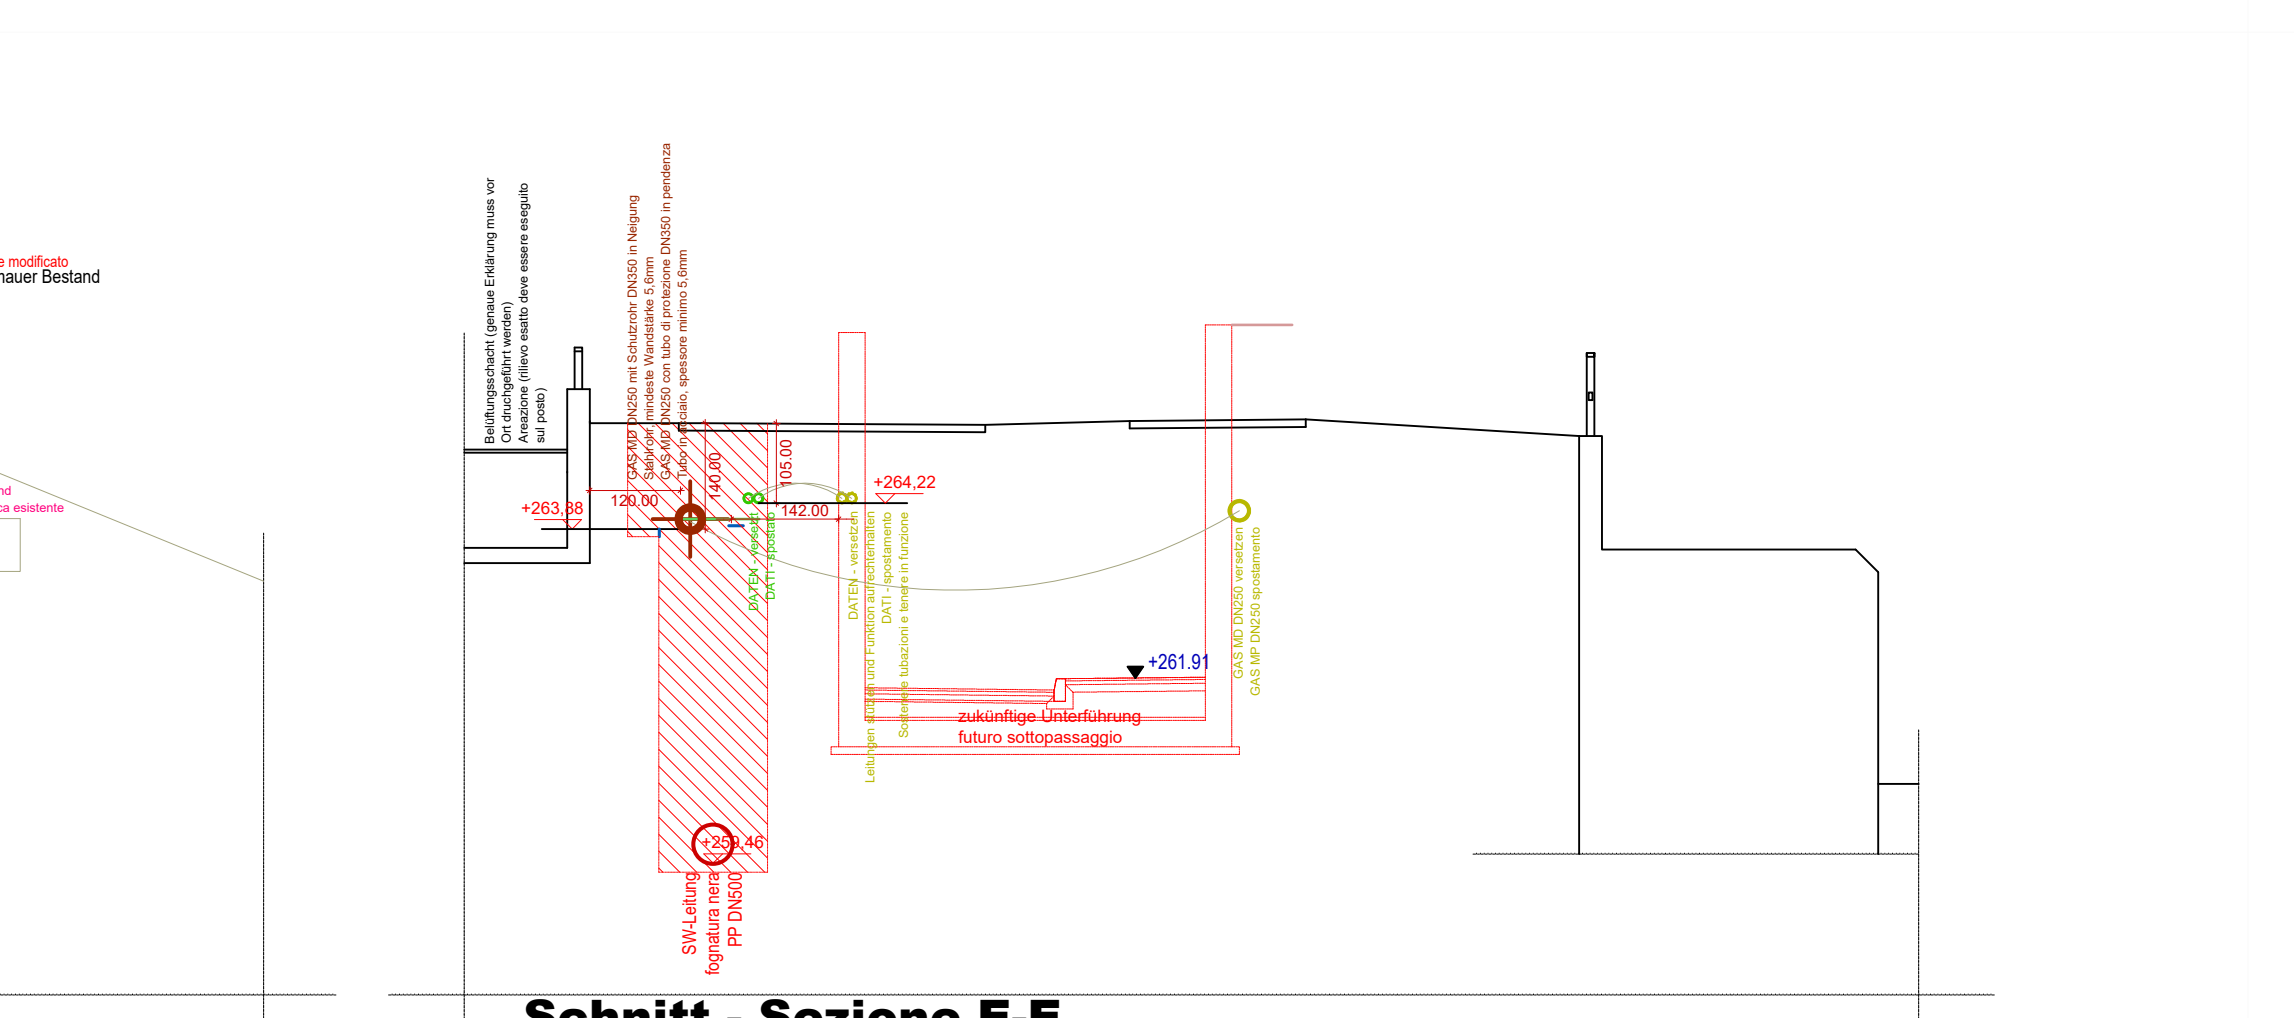 e modificato
nauer Bestand
nd
ca esistente
Belüftungsschacht (genaue Erklärung muss vor
Ort druchgeführt werden)
Areazione (rilievo esatto deve essere eseguito
sul posto)
GAS MD DN250 mit Schutzrohr DN350 in Neigung
Stahlrohr, mindeste Wandstärke 5,6mm
GAS MD DN250 con tubo di protezione DN350 in pendenza
Tubo in acciaio, spessore minimo 5,6mm
140.00
105.00
120.00
142.00
+263,88
+264,22
DATEN - versetzt
DATI - spostato
DATEN - versetzen
Leitungen stützen und Funktion aufrechterhalten
DATI - spostamento
Sostenere tubazioni e tenere in funzione
GAS MD DN250 versetzen
GAS MP DN250 spostamento
+261.91
zukünftige Unterführung
futuro sottopassaggio
+259,46
SW-Leitung
fognatura nera
PP DN500
Schnitt - Sezione